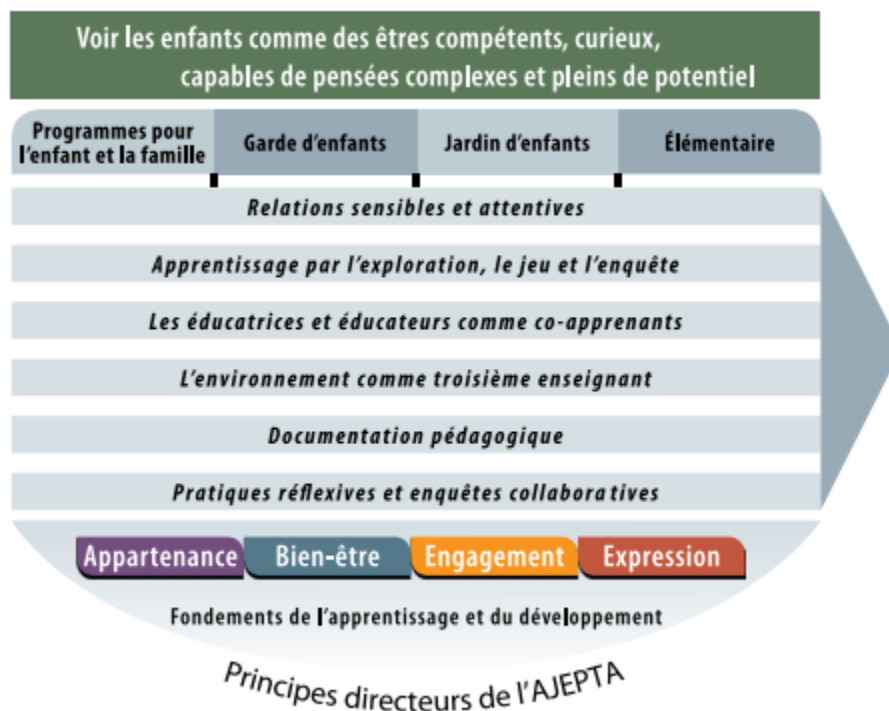 Voir les enfants comme des êtres compétents, curieux,
capables de pensées complexes et pleins de potentiel
Programmes pour
l'enfant et la famille
Garde d'enfants
Jardin d'enfants
Élémentaire
Relations sensibles et attentives
Apprentissage par l'exploration, le jeu et l'enquête
Les éducatrices et éducateurs comme co-apprenants
L'environnement comme troisième enseignant
Documentation pédagogique
Pratiques réflexives et enquêtes collaboratives
Appartenance
Bien-être
Engagement
Expression
Fondements de l'apprentissage et du développement
Principes directeurs de l'AJEPTA